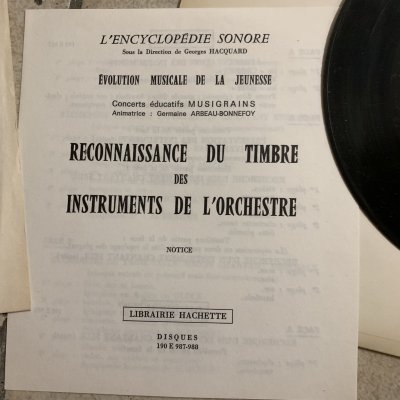 L'ENCYCLOPÉDIE SONORE
Sous la Direction de Georges HACQUARD
ÉVOLUTION MUSICALE DE LA JEUNESSE
Concerts éducatifs MUSIGRAINS
Animatrice : Germaine ARBEAU-BONNEFOY
RECONNAISSANCE DU TIMBRE
DES
INSTRUMENTS DE L'ORCHESTRE
NOTICE
LIBRAIRIE HACHETTE
DISQUES
190 E 987-988